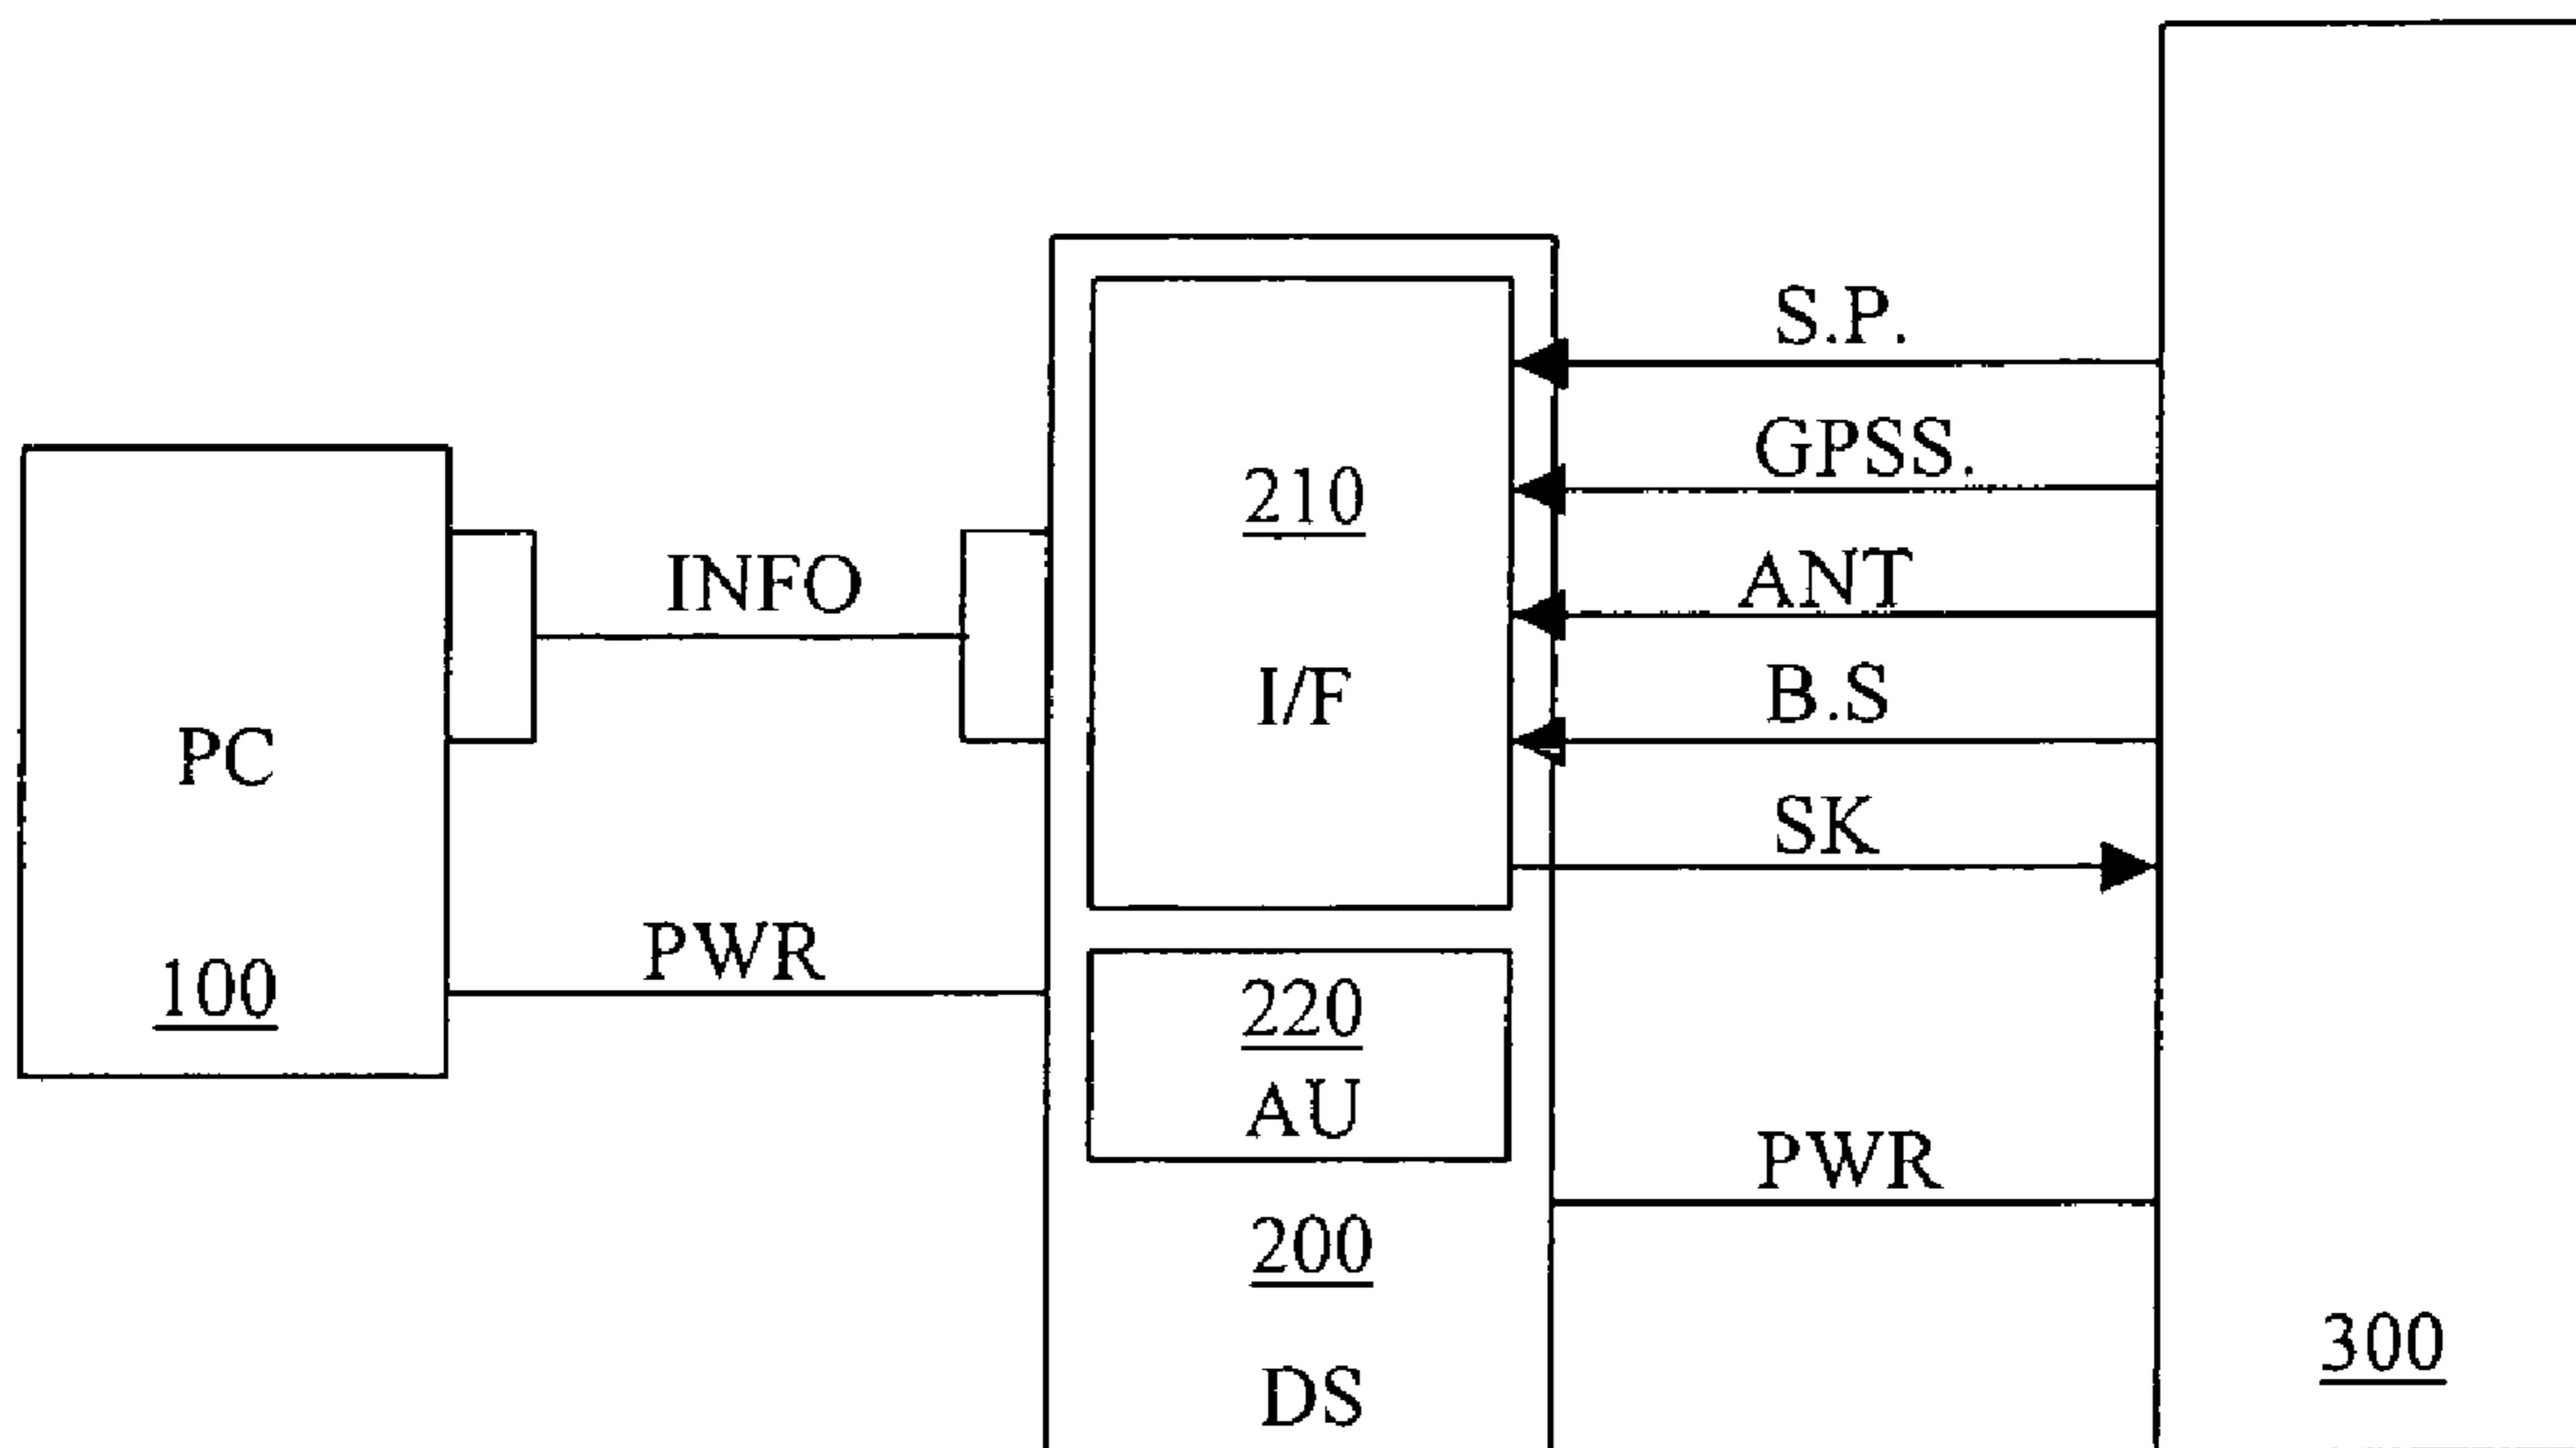 PC
100
INFO
PWR
210
I/F
220
AU
200
DS
S.P.
GPSS.
ANT
B.S
SK
PWR
300